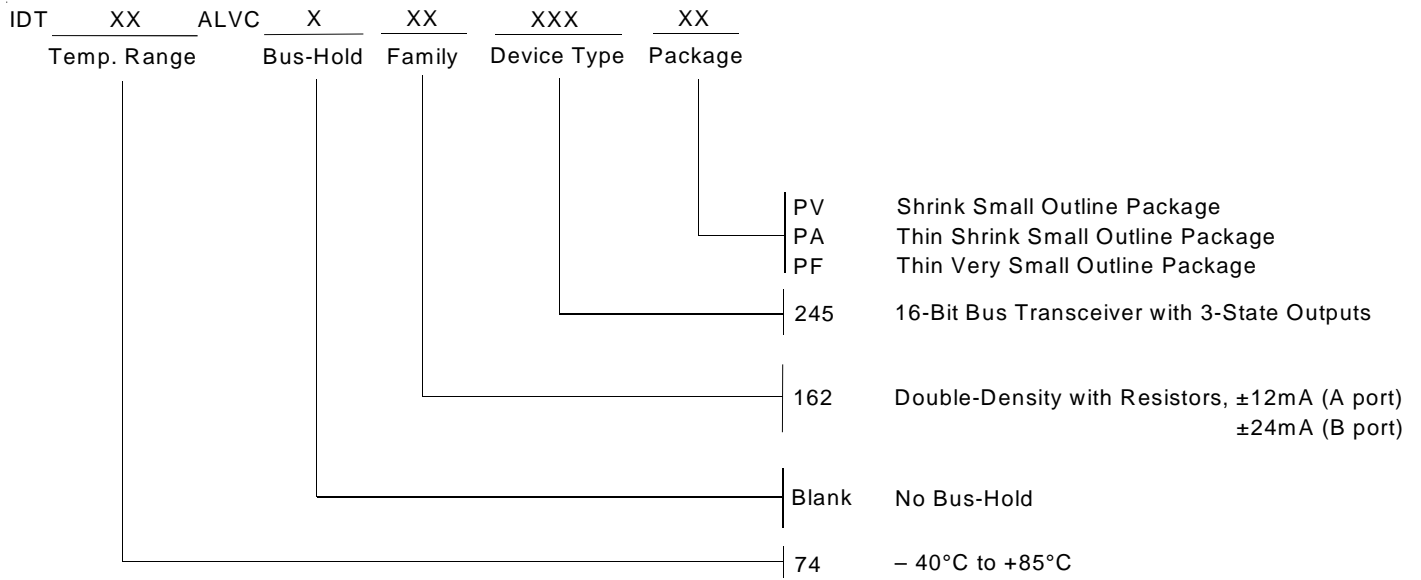 IDT XX ALVC X XX XXX XX
Temp. Range Bus-Hold Family Device Type Package
PV Shrink Small Outline Package
PA Thin Shrink Small Outline Package
PF Thin Very Small Outline Package
245 16-Bit Bus Transceiver with 3-State Outputs
162 Double-Density with Resistors, ±12mA (A port)
±24mA (B port)
Blank No Bus-Hold
74 – 40°C to +85°C